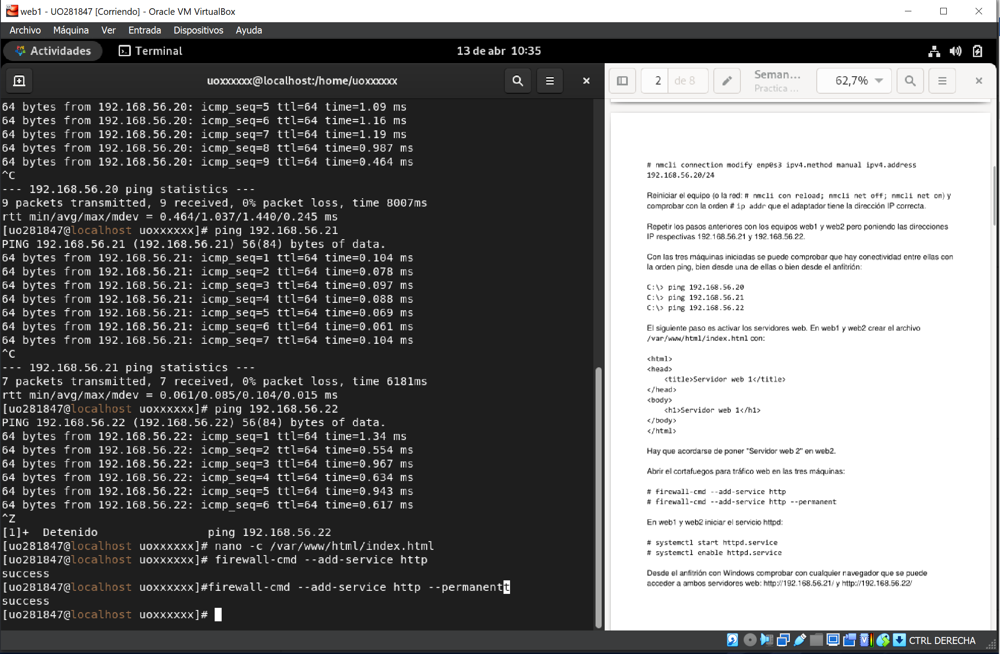 web1 - UO281847 [Corriendo] - Oracle VM VirtualBox
Archivo Máquina Ver Entrada Dispositivos Ayuda
Actividades Terminal 13 de abr 10:35
uoxxxxxx@localhost:/home/uoxxxxxx
64 bytes from 192.168.56.20: icmp_seq=5 ttl=64 time=1.09 ms
64 bytes from 192.168.56.20: icmp_seq=6 ttl=64 time=1.16 ms
64 bytes from 192.168.56.20: icmp_seq=7 ttl=64 time=1.19 ms
64 bytes from 192.168.56.20: icmp_seq=8 ttl=64 time=0.987 ms
64 bytes from 192.168.56.20: icmp_seq=9 ttl=64 time=0.464 ms
^C
--- 192.168.56.20 ping statistics ---
9 packets transmitted, 9 received, 0% packet loss, time 8007ms
rtt min/avg/max/mdev = 0.464/1.037/1.440/0.245 ms
[uo281847@localhost uoxxxxxx]# ping 192.168.56.21
PING 192.168.56.21 (192.168.56.21) 56(84) bytes of data.
64 bytes from 192.168.56.21: icmp_seq=1 ttl=64 time=0.104 ms
64 bytes from 192.168.56.21: icmp_seq=2 ttl=64 time=0.078 ms
64 bytes from 192.168.56.21: icmp_seq=3 ttl=64 time=0.097 ms
64 bytes from 192.168.56.21: icmp_seq=4 ttl=64 time=0.088 ms
64 bytes from 192.168.56.21: icmp_seq=5 ttl=64 time=0.069 ms
64 bytes from 192.168.56.21: icmp_seq=6 ttl=64 time=0.061 ms
64 bytes from 192.168.56.21: icmp_seq=7 ttl=64 time=0.104 ms
^C
--- 192.168.56.21 ping statistics ---
7 packets transmitted, 7 received, 0% packet loss, time 6181ms
rtt min/avg/max/mdev = 0.061/0.085/0.104/0.015 ms
[uo281847@localhost uoxxxxxx]# ping 192.168.56.22
PING 192.168.56.22 (192.168.56.22) 56(84) bytes of data.
64 bytes from 192.168.56.22: icmp_seq=1 ttl=64 time=1.34 ms
64 bytes from 192.168.56.22: icmp_seq=2 ttl=64 time=0.554 ms
64 bytes from 192.168.56.22: icmp_seq=3 ttl=64 time=0.967 ms
64 bytes from 192.168.56.22: icmp_seq=4 ttl=64 time=0.634 ms
64 bytes from 192.168.56.22: icmp_seq=5 ttl=64 time=0.943 ms
64 bytes from 192.168.56.22: icmp_seq=6 ttl=64 time=0.617 ms
^Z
[1]+  Detenido                ping 192.168.56.22
[uo281847@localhost uoxxxxxx]# nano -c /var/www/html/index.html
[uo281847@localhost uoxxxxxx]# firewall-cmd --add-service http
success
[uo281847@localhost uoxxxxxx]#firewall-cmd --add-service http --permanentt
success
[uo281847@localhost uoxxxxxx]#
2 de 8 Seman... 62,7%
Practica ...
# nmcli connection modify enp0s3 ipv4.method manual ipv4.address
192.168.56.20/24
Reiniciar el equipo (o la red: # nmcli con reload; nmcli net off; nmcli net on) y
comprobar con la orden # ip addr que el adaptador tiene la dirección IP correcta.
Repetir los pasos anteriores con los equipos web1 y web2 pero poniendo las direcciones
IP respectivas 192.168.56.21 y 192.168.56.22.
Con las tres máquinas iniciadas se puede comprobar que hay conectividad entre ellas con
la orden ping, bien desde una de ellas o bien desde el anfitrión:
C:\> ping 192.168.56.20
C:\> ping 192.168.56.21
C:\> ping 192.168.56.22
El siguiente paso es activar los servidores web. En web1 y web2 crear el archivo
/var/www/html/index.html con:
<html>
<head>
    <title>Servidor web 1</title>
</head>
<body>
    <h1>Servidor web 1</h1>
</body>
</html>
Hay que acordarse de poner "Servidor web 2" en web2.
Abrir el cortafuegos para tráfico web en las tres máquinas:
# firewall-cmd --add-service http
# firewall-cmd --add-service http --permanent
En web1 y web2 iniciar el servicio httpd:
# systemctl start httpd.service
# systemctl enable httpd.service
Desde el anfitrión con Windows comprobar con cualquier navegador que se puede
acceder a ambos servidores web: http://192.168.56.21/ y http://192.168.56.22/
CTRL DERECHA